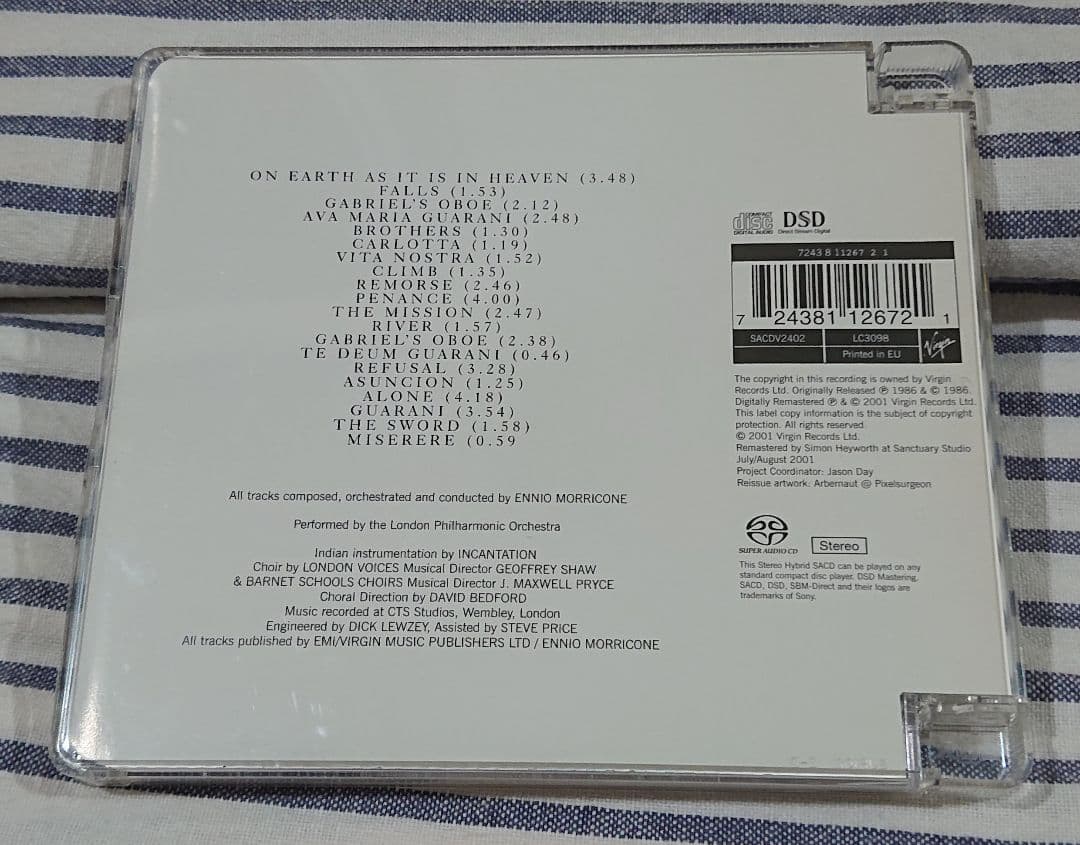 ON EARTH AS IT IS IN HEAVEN (3.48)
FALLS (1.53)
GABRIEL'S OBOE (2.12)
AVA MARIA GUARANI (2.48)
BROTHERS (1.30)
CARLOTTA (1.19)
VITA NOSTRA (1.52)
CLIMB (1.35)
REMORSE (2.46)
PENANCE (4.00)
THE MISSION (2.47)
RIVER (1.57)
GABRIEL'S OBOE (2.38)
TE DEUM GUARANI (0.46)
REFUSAL (3.28)
ASUNCION (1.25)
ALONE (4.18)
GUARANI (3.54)
THE SWORD (1.58)
MISERERE (0.59
All tracks composed, orchestrated and conducted by ENNIO MORRICONE
Performed by the London Philharmonic Orchestra
Indian instrumentation by INCANTATION
Choir by LONDON VOICES Musical Director GEOFFREY SHAW
& BARNET SCHOOLS CHOIRS Musical Director J. MAXWELL PRYCE
Choral Direction by DAVID BEDFORD
Music recorded at CTS Studios, Wembley, London
Engineered by DICK LEWZEY, Assisted by STEVE PRICE
All tracks published by EMI/VIRGIN MUSIC PUBLISHERS LTD / ENNIO MORRICONE
COMPACT disc DIGITAL AUDIO
DSD
Direct Stream Digital
7243 8 11267 2 1
7 24381 12672 1
SACDV2402
LC3098
Printed in EU
Virgin
The copyright in this recording is owned by Virgin
Records Ltd. Originally Released ℗ 1986 & © 1986.
Digitally Remastered ℗ & © 2001 Virgin Records Ltd.
This label copy information is the subject of copyright
protection. All rights reserved.
© 2001 Virgin Records Ltd.
Remastered by Simon Heyworth at Sanctuary Studio
July/August 2001
Project Coordinator: Jason Day
Reissue artwork: Arbernaut @ Pixelsurgeon
SUPER AUDIO CD
Stereo
This Stereo Hybrid SACD can be played on any
standard compact disc player. DSD Mastering,
SACD, DSD, SBM-Direct and their logos are
trademarks of Sony.